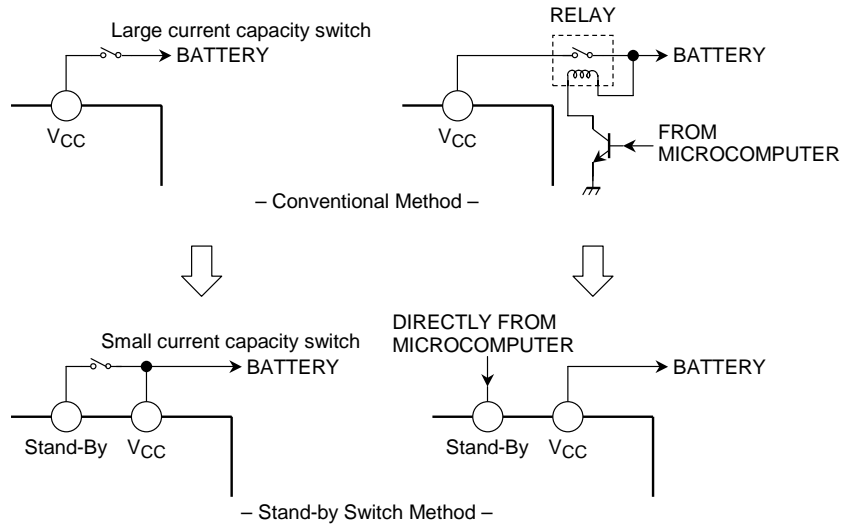 Large current capacity switch
BATTERY
VCC
RELAY
BATTERY
VCC
FROM
MICROCOMPUTER
– Conventional Method –
Small current capacity switch
BATTERY
Stand-By VCC
DIRECTLY FROM
MICROCOMPUTER
BATTERY
Stand-By VCC
– Stand-by Switch Method –